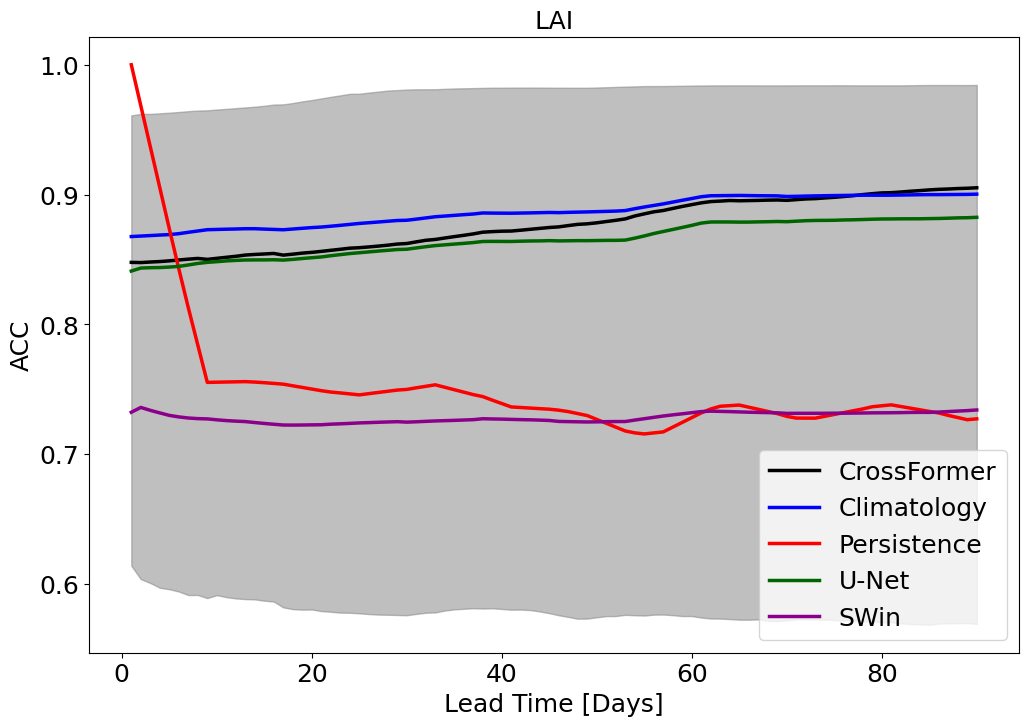 LAI
1.0
0.9
0.8
0.7
0.6
ACC
0
20
40
60
80
Lead Time [Days]
CrossFormer
Climatology
Persistence
U-Net
SWin